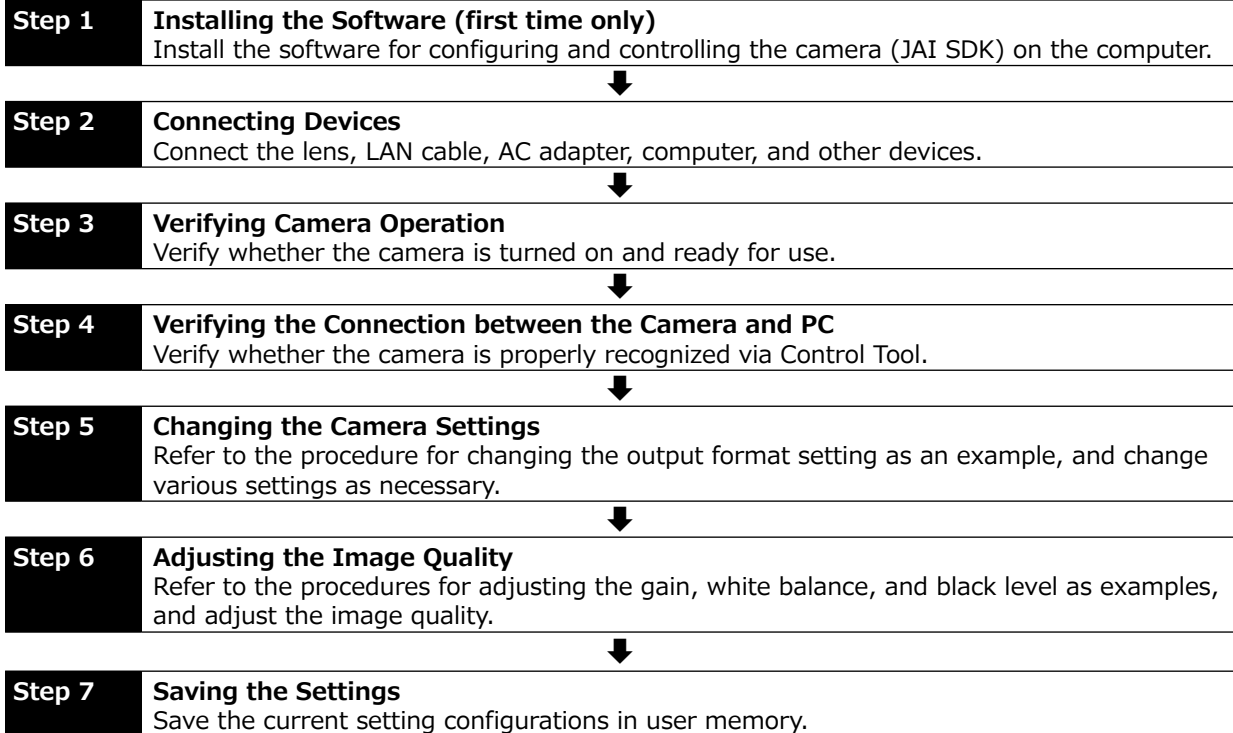 Step 1
Installing the Software (first time only)
Install the software for configuring and controlling the camera (JAI SDK) on the computer.
Step 2
Connecting Devices
Connect the lens, LAN cable, AC adapter, computer, and other devices.
Step 3
Verifying Camera Operation
Verify whether the camera is turned on and ready for use.
Step 4
Verifying the Connection between the Camera and PC
Verify whether the camera is properly recognized via Control Tool.
Step 5
Changing the Camera Settings
Refer to the procedure for changing the output format setting as an example, and change
various settings as necessary.
Step 6
Adjusting the Image Quality
Refer to the procedures for adjusting the gain, white balance, and black level as examples,
and adjust the image quality.
Step 7
Saving the Settings
Save the current setting configurations in user memory.